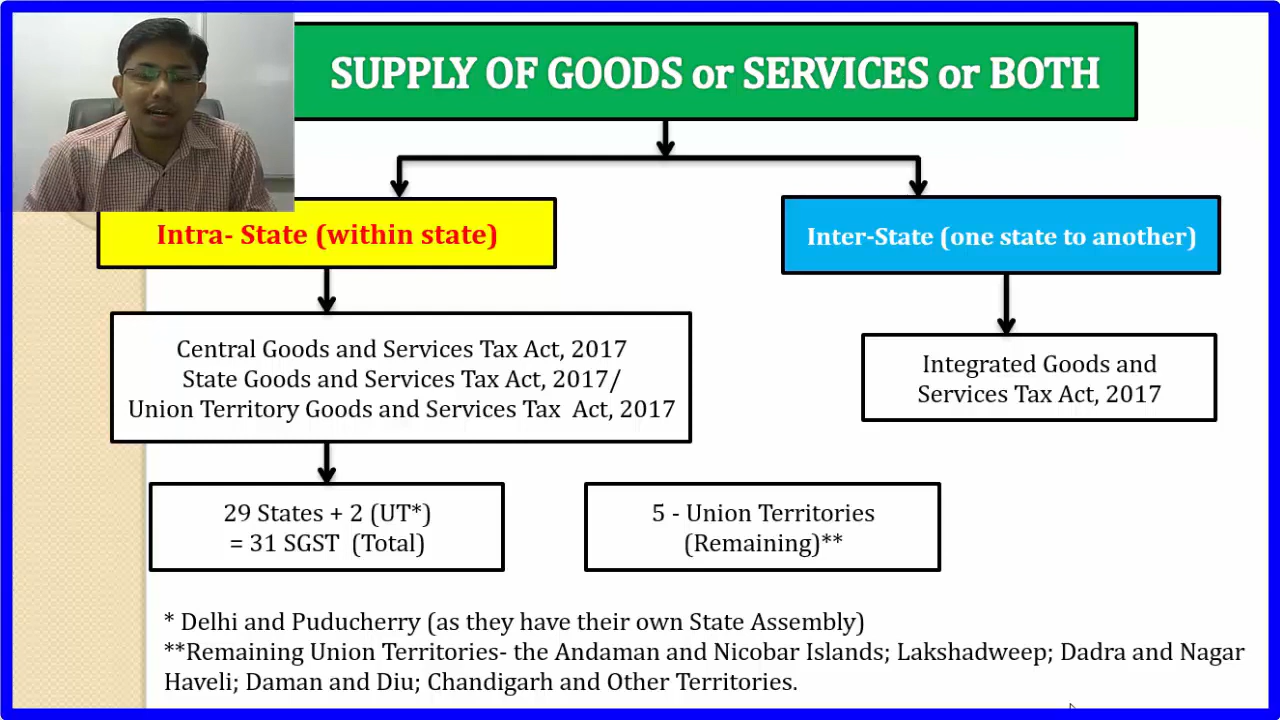 SUPPLY OF GOODS or SERVICES or BOTH
Intra- State (within state)
Inter-State (one state to another)
Central Goods and Services Tax Act, 2017
State Goods and Services Tax Act, 2017/
Union Territory Goods and Services Tax Act, 2017
Integrated Goods and
Services Tax Act, 2017
29 States + 2 (UT*)
= 31 SGST (Total)
5 - Union Territories
(Remaining)**
* Delhi and Puducherry (as they have their own State Assembly)
**Remaining Union Territories- the Andaman and Nicobar Islands; Lakshadweep; Dadra and Nagar
Haveli; Daman and Diu; Chandigarh and Other Territories.